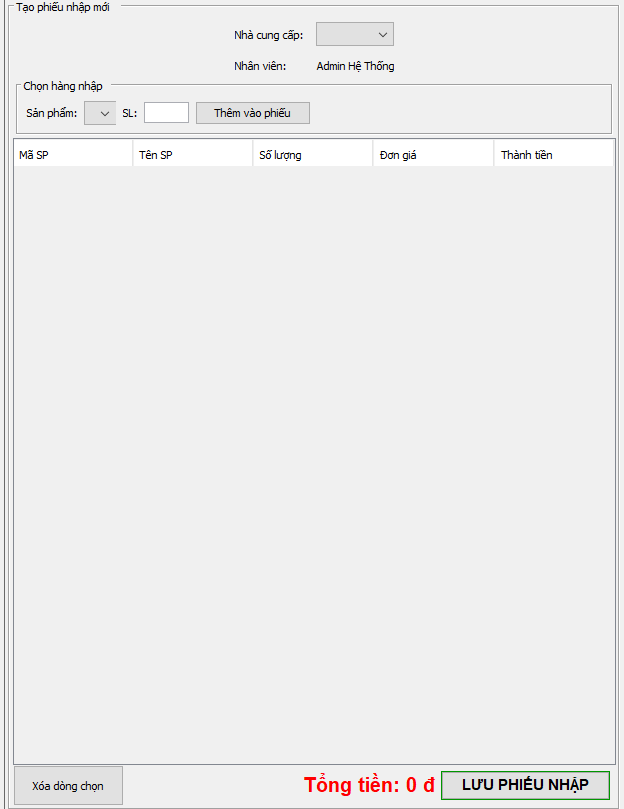 Tạo phiếu nhập mới
Nhà cung cấp:
Nhân viên: Admin Hệ Thống
Chọn hàng nhập
Sản phẩm: SL: Thêm vào phiếu
Mã SP Tên SP Số lượng Đơn giá Thành tiền
Xóa dòng chọn Tổng tiền: 0 đ LƯU PHIẾU NHẬP